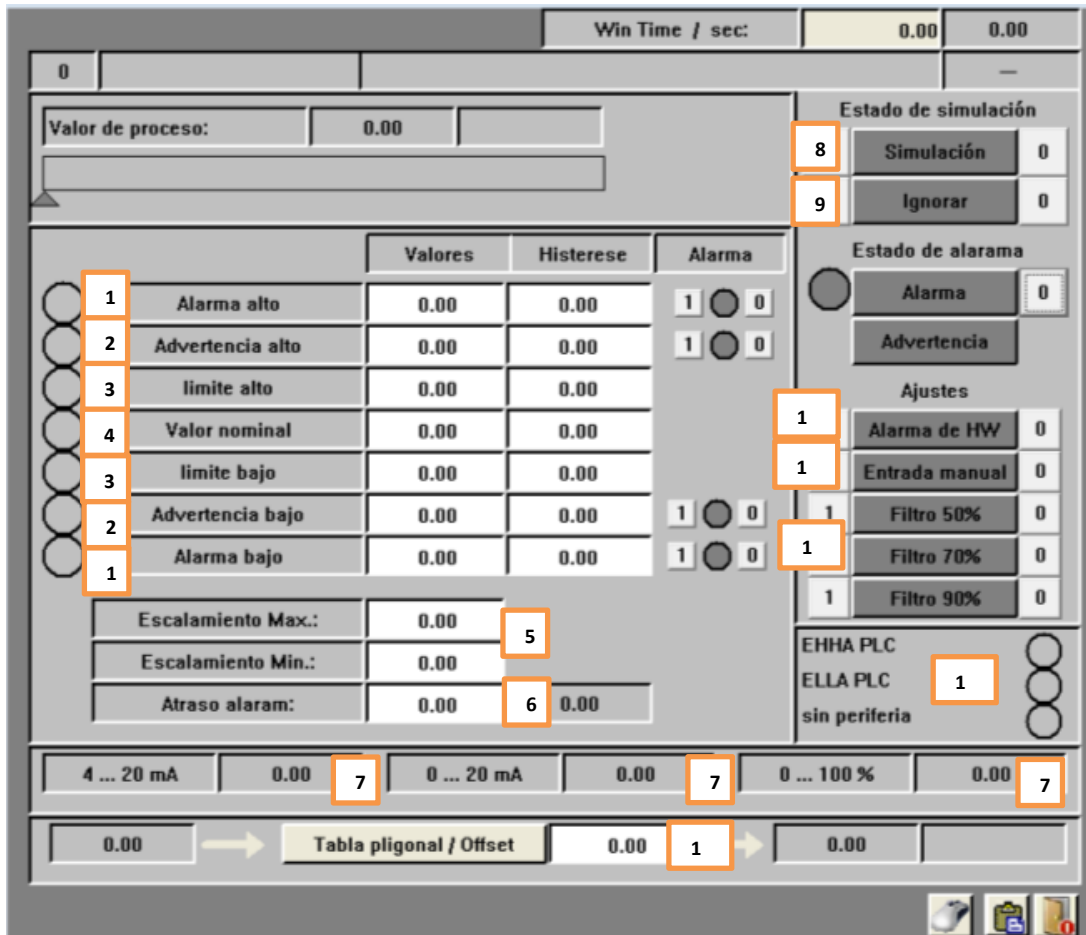 Win Time / sec: 0.00 0.00
0 —
Valor de proceso: 0.00
Estado de simulación
8 Simulación 0
9 Ignorar 0
Valores Histerese Alarma
Estado de alarama
1 Alarma alto 0.00 0.00 1 0
Alarma 0
2 Advertencia alto 0.00 0.00 1 0
Advertencia
3 limite alto 0.00 0.00
Ajustes
4 Valor nominal 0.00 0.00
1 Alarma de HW 0
3 limite bajo 0.00 0.00
1 Entrada manual 0
2 Advertencia bajo 0.00 0.00 1 0
1 Filtro 50% 0
1 Alarma bajo 0.00 0.00 1 0
1 Filtro 70% 0
1 Filtro 90% 0
Escalamiento Max.: 0.00 5
Escalamiento Min.: 0.00
Atraso alaram: 0.00 6 0.00
EHHA PLC
ELLA PLC 1
sin periferia
4 ... 20 mA 0.00 7 0 ... 20 mA 0.00 7 0 ... 100 % 0.00 7
0.00 Tabla pligonal / Offset 0.00 1 0.00